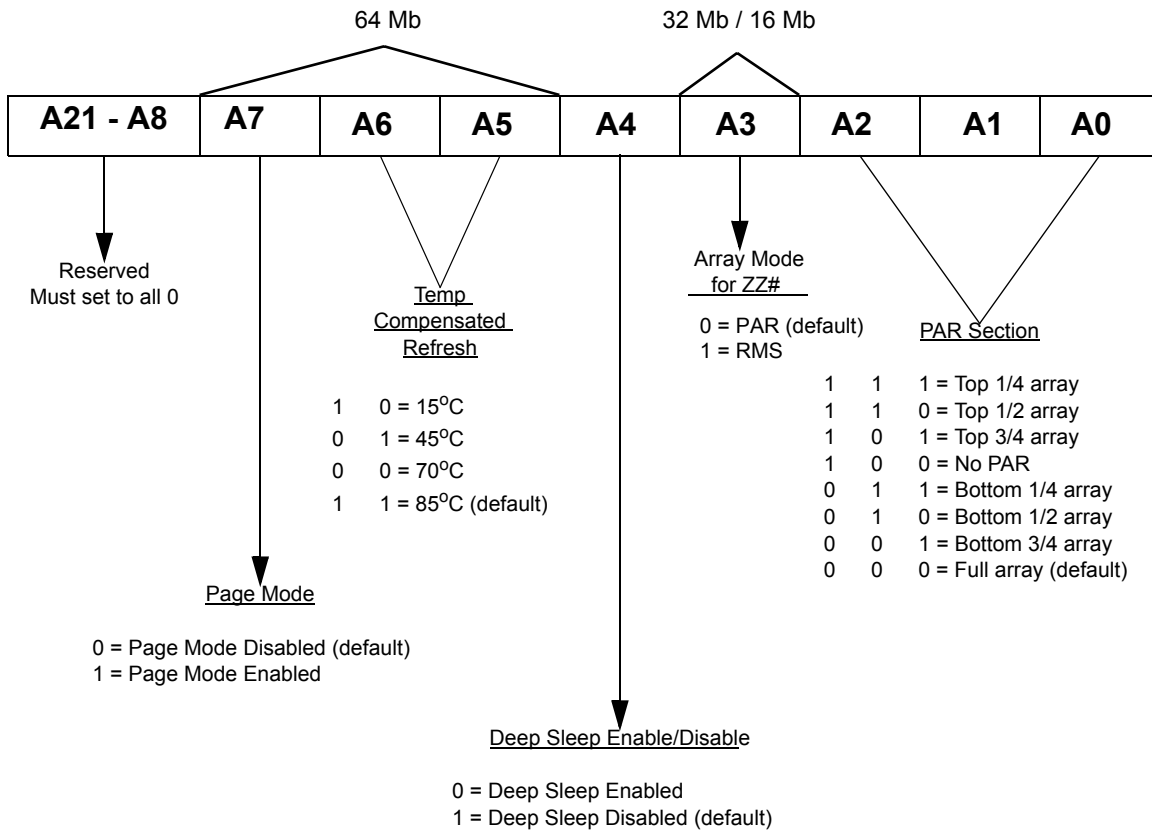 64 Mb
32 Mb / 16 Mb
A21 - A8 A7 A6 A5 A4 A3 A2 A1 A0
Reserved
Must set to all 0
Temp
Compensated
Refresh
1 0 = 15°C
0 1 = 45°C
0 0 = 70°C
1 1 = 85°C (default)
Array Mode
for ZZ#
0 = PAR (default)
1 = RMS
PAR Section
1 1 1 = Top 1/4 array
1 1 0 = Top 1/2 array
1 0 1 = Top 3/4 array
1 0 0 = No PAR
0 1 1 = Bottom 1/4 array
0 1 0 = Bottom 1/2 array
0 0 1 = Bottom 3/4 array
0 0 0 = Full array (default)
Page Mode
0 = Page Mode Disabled (default)
1 = Page Mode Enabled
Deep Sleep Enable/Disable
0 = Deep Sleep Enabled
1 = Deep Sleep Disabled (default)